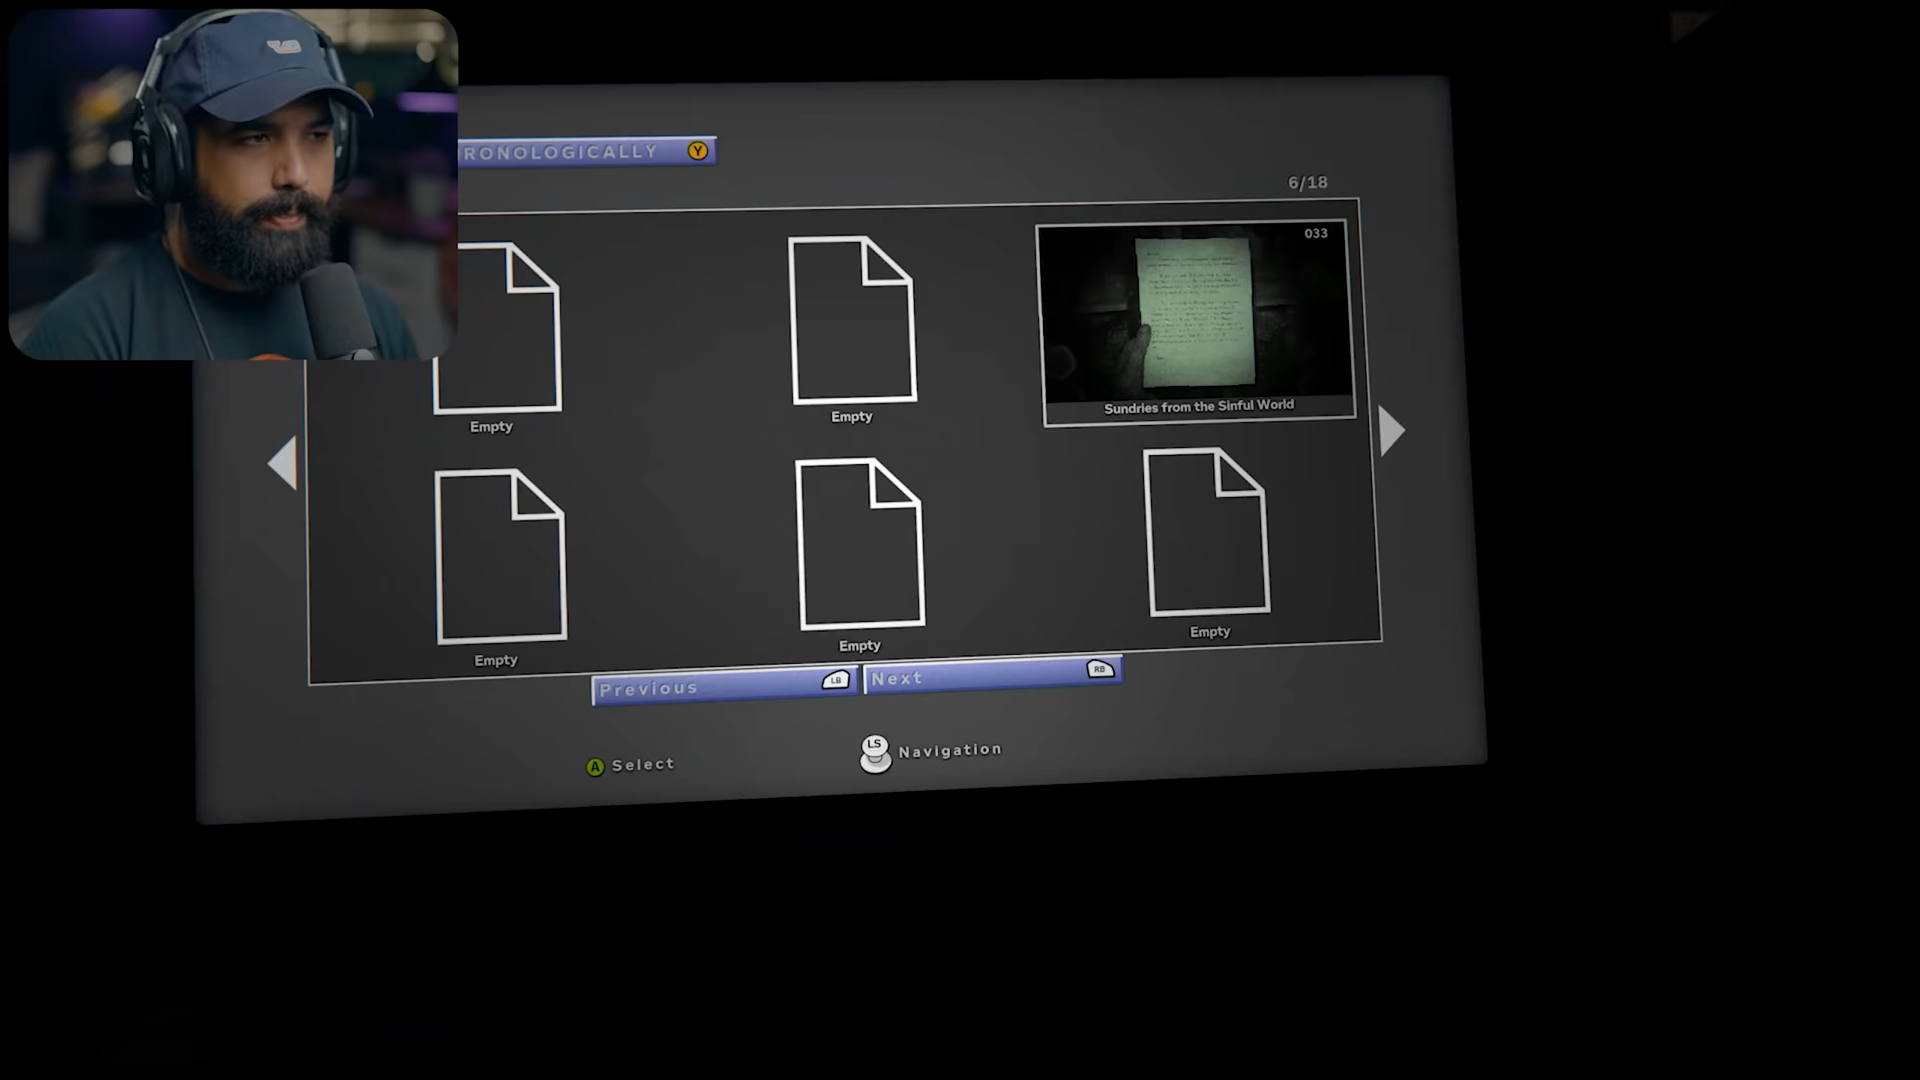 RONOLOGICALLY Y
6/18
033
Sundries from the Sinful World
Empty
Empty
Empty
Empty
Empty
Previous LB
Next RB
A Select
LS Navigation